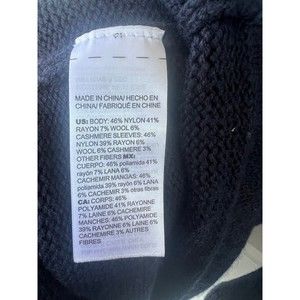 MADE IN CHINA/ HECHO EN
CHINA/ FABRIQUÉ EN CHINE
US: BODY: 46% NYLON 41%
RAYON 7% WOOL 6%
CASHMERE SLEEVES: 46%
NYLON 39% RAYON 6%
WOOL 6% CASHMERE 3%
OTHER FIBERS MX:
CUERPO: 46% poliamida 41%
rayón 7% LANA 6%
CACHEMIR MANGAS: 46%
poliamida 39% rayón 6% LANA
6% CACHEMIR 3% otras fibras
CA: CORPS: 46%
POLYAMIDE 41% RAYONNE
7% LAINE 6% CACHEMIRE
MANCHES: 46% POLYAMIDE
39% RAYONNE 6% LAINE 6%
CACHEMIRE 3% AUTRES
FIBRES